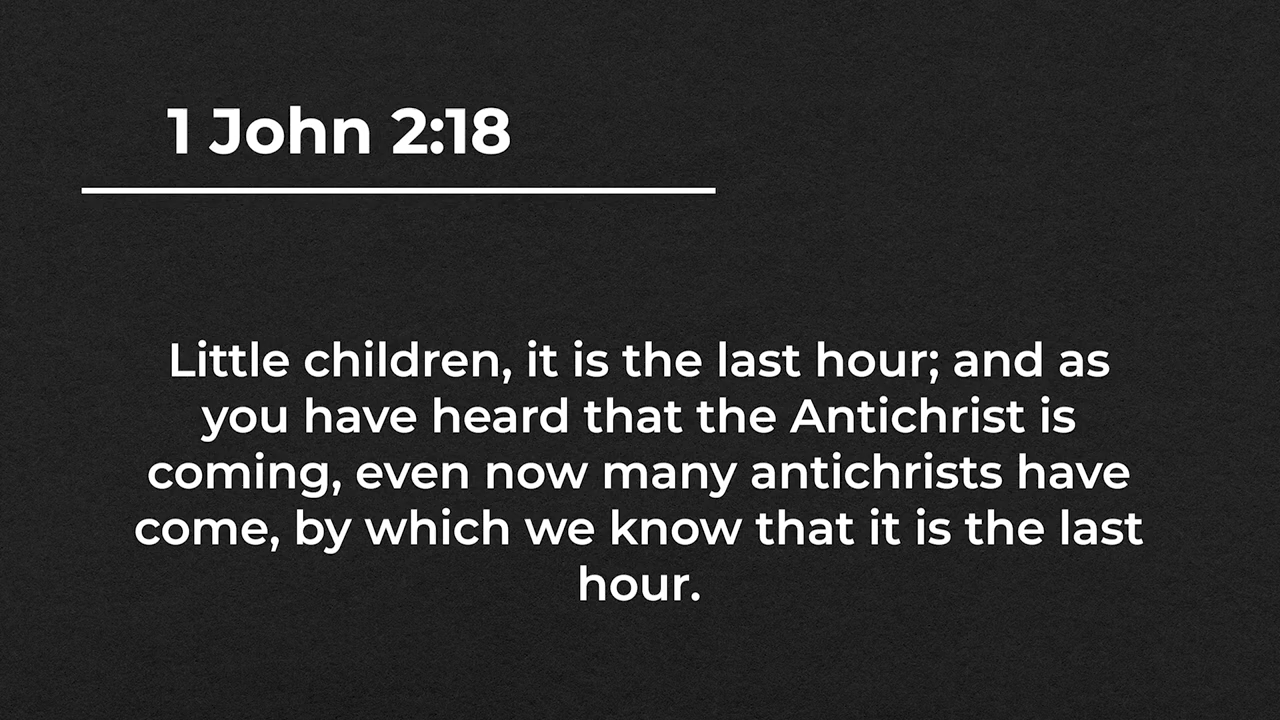 1 John 2:18
Little children, it is the last hour; and as
you have heard that the Antichrist is
coming, even now many antichrists have
come, by which we know that it is the last
hour.